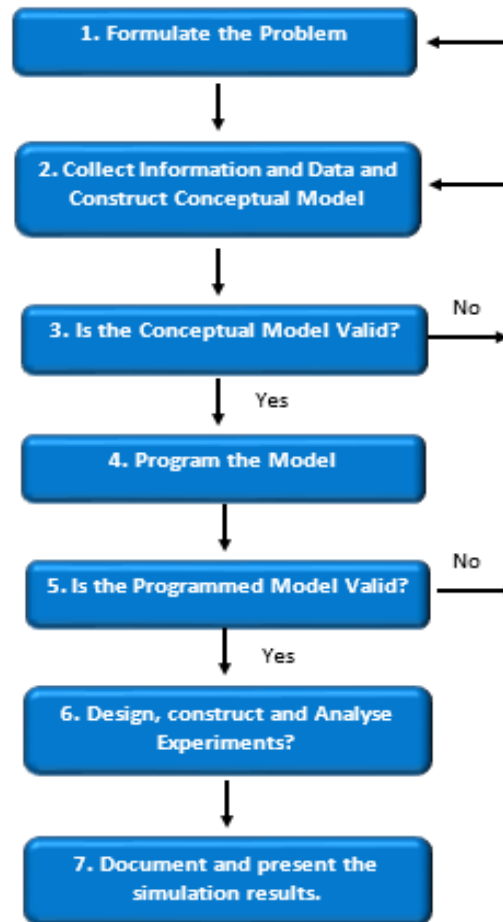 1. Formulate the Problem
2. Collect Information and Data and
Construct Conceptual Model
3. Is the Conceptual Model Valid?
No
Yes
4. Program the Model
5. Is the Programmed Model Valid?
No
Yes
6. Design, construct and Analyse
Experiments?
7. Document and present the
simulation results.